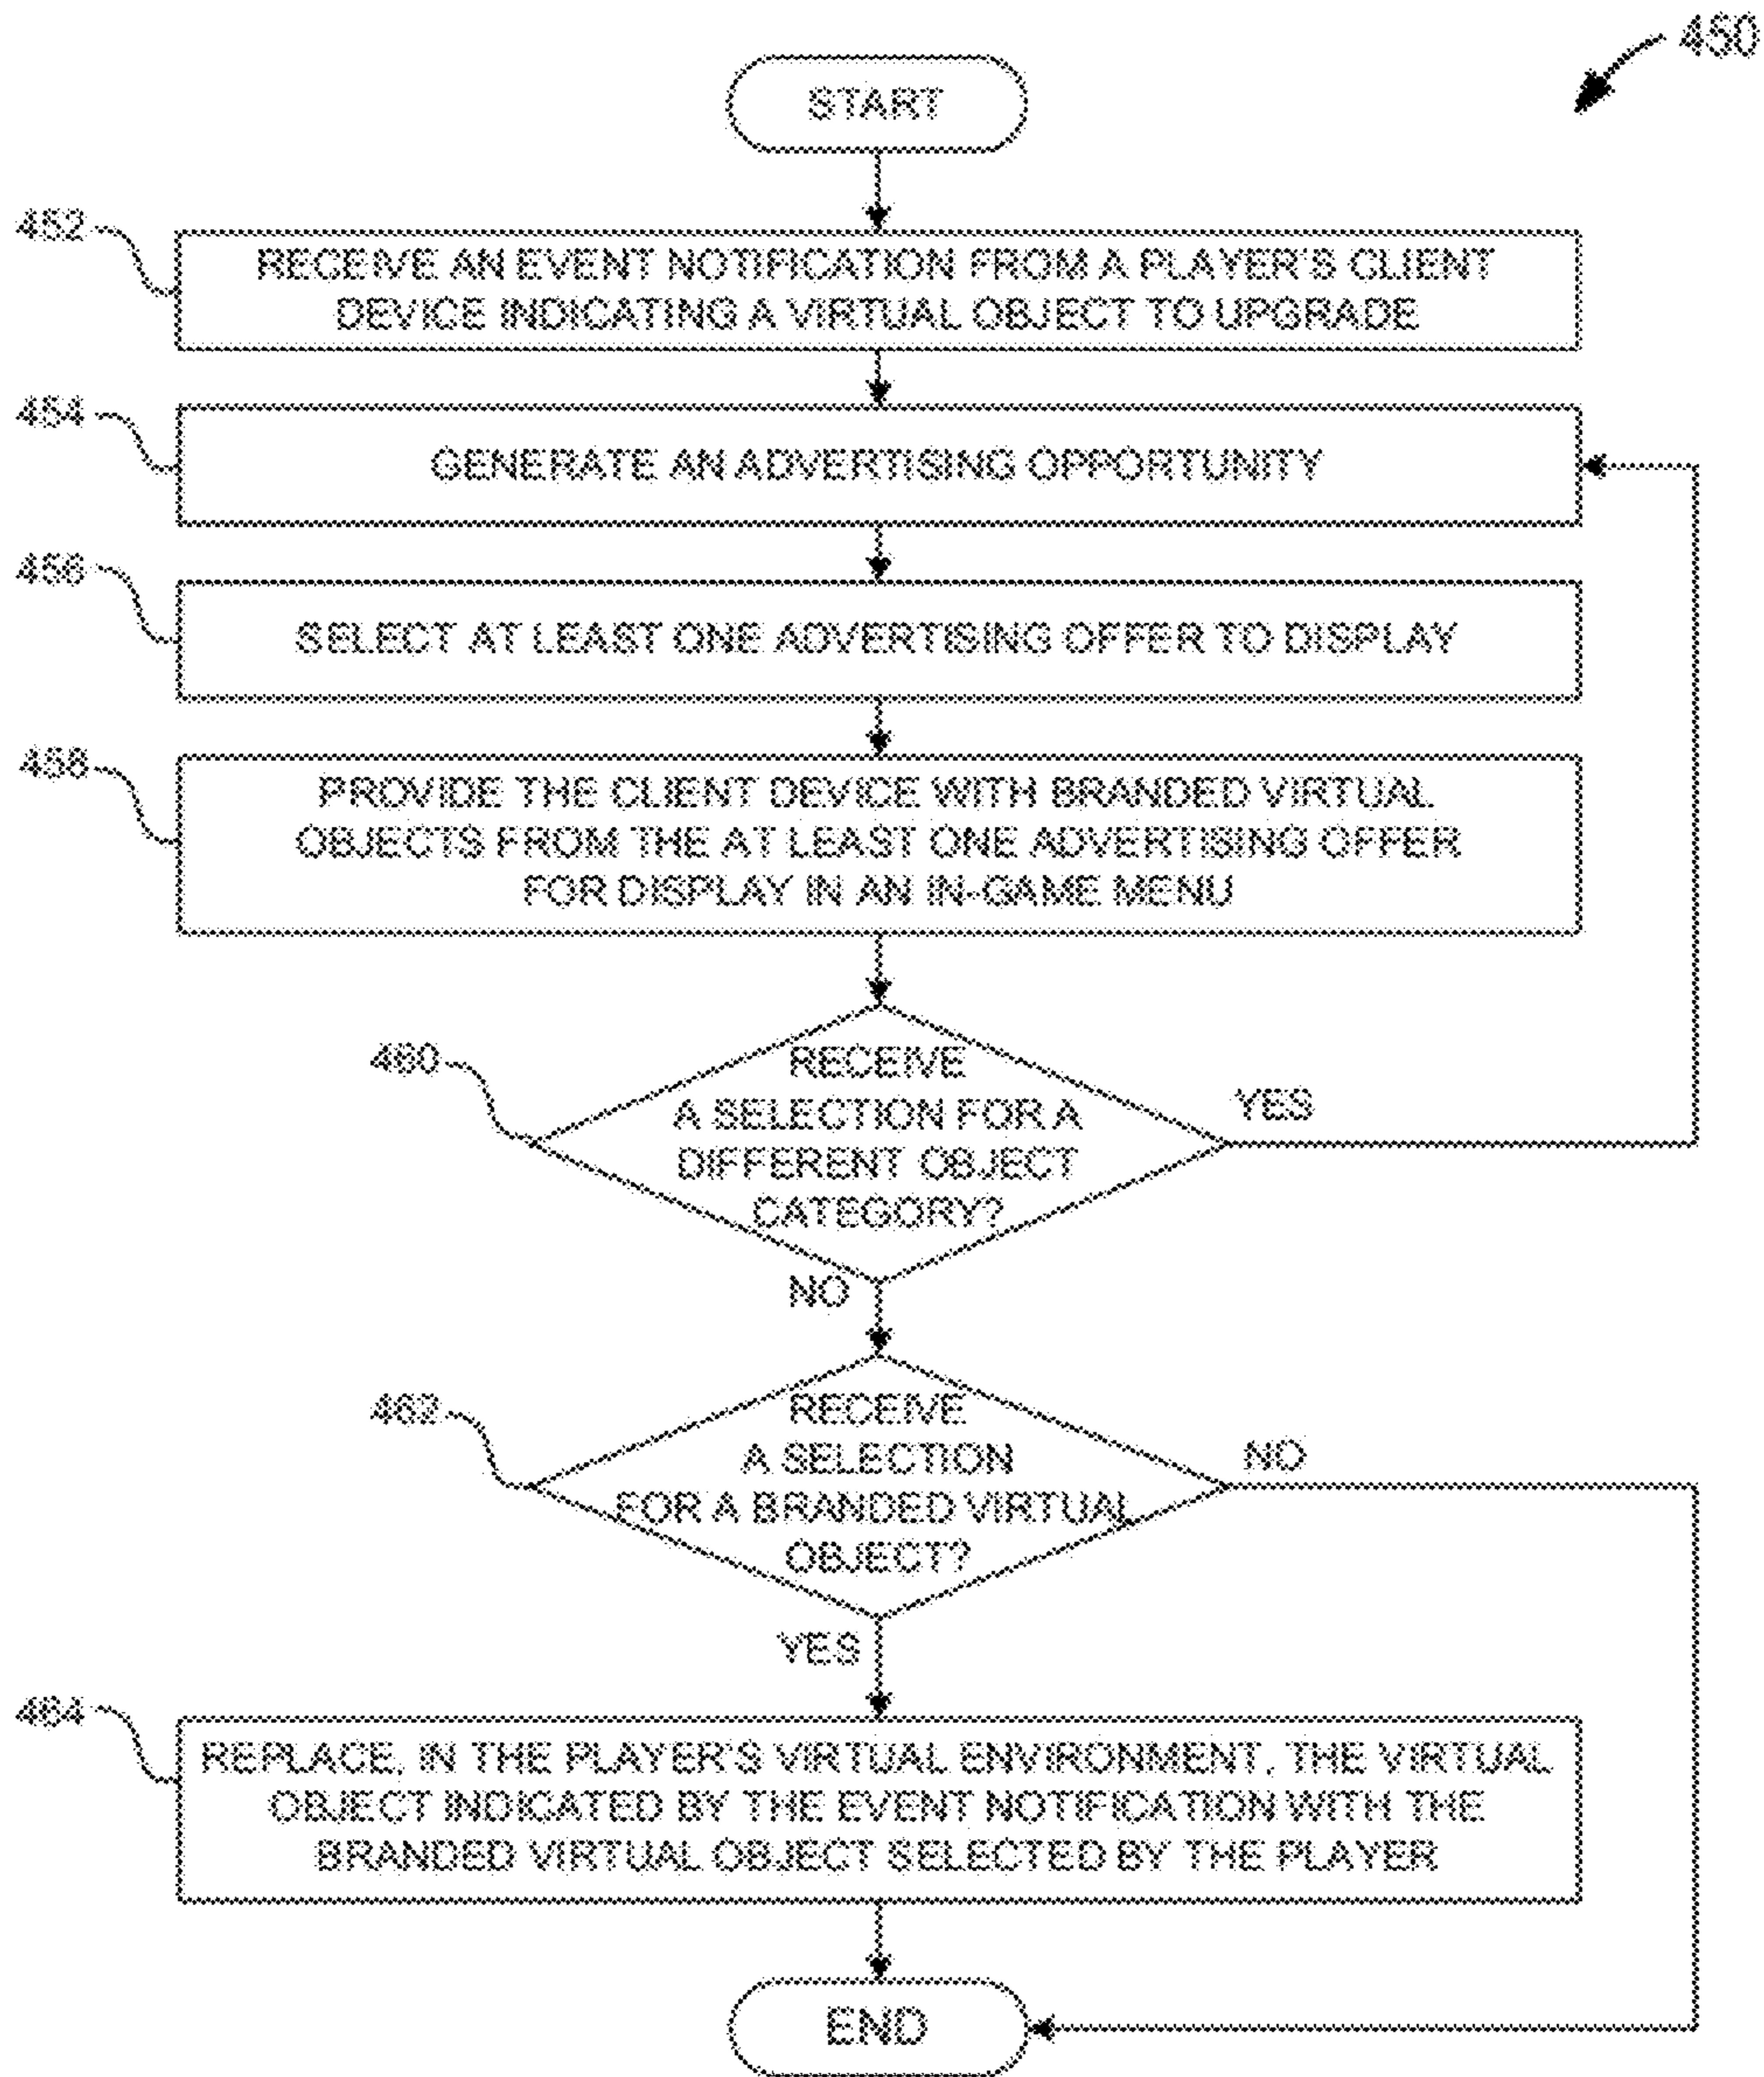 450
START
452
RECEIVE AN EVENT NOTIFICATION FROM A PLAYER'S CLIENT
DEVICE INDICATING A VIRTUAL OBJECT TO UPGRADE
454
GENERATE AN ADVERTISING OPPORTUNITY
456
SELECT AT LEAST ONE ADVERTISING OFFER TO DISPLAY
458
PROVIDE THE CLIENT DEVICE WITH BRANDED VIRTUAL
OBJECTS FROM THE AT LEAST ONE ADVERTISING OFFER
FOR DISPLAY IN AN IN-GAME MENU
460
RECEIVE
A SELECTION FOR A
DIFFERENT OBJECT
CATEGORY?
YES
NO
462
RECEIVE
A SELECTION
FOR A BRANDED VIRTUAL
OBJECT?
NO
YES
464
REPLACE, IN THE PLAYER'S VIRTUAL ENVIRONMENT, THE VIRTUAL
OBJECT INDICATED BY THE EVENT NOTIFICATION WITH THE
BRANDED VIRTUAL OBJECT SELECTED BY THE PLAYER
END